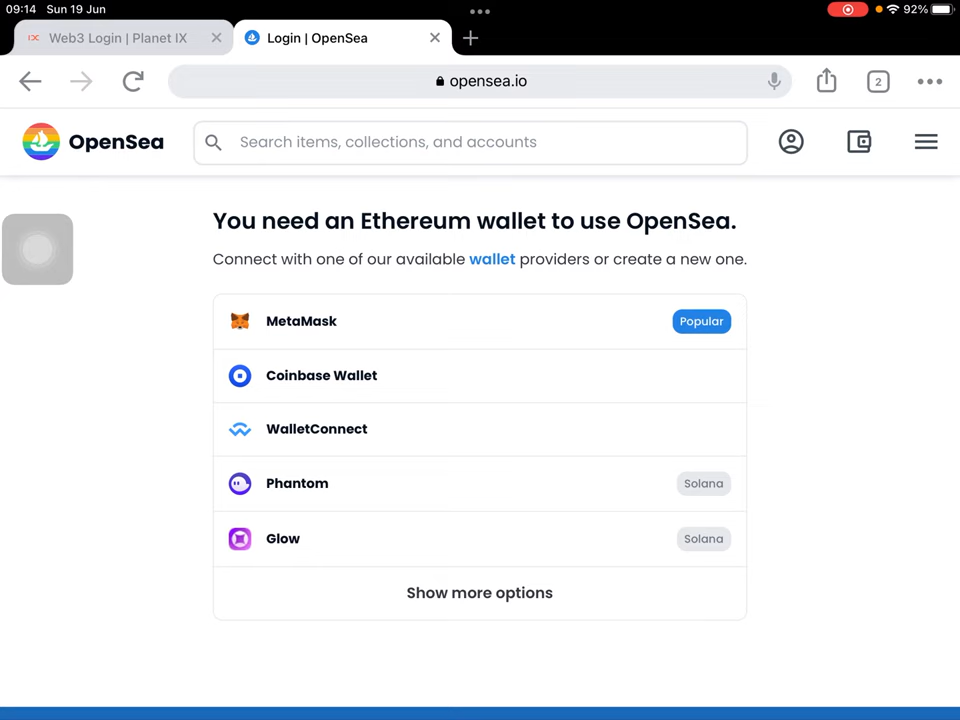 09:14 Sun 19 Jun
92%
Web3 Login | Planet IX
Login | OpenSea
opensea.io
2
OpenSea
Search items, collections, and accounts
You need an Ethereum wallet to use OpenSea.
Connect with one of our available wallet providers or create a new one.
MetaMask
Popular
Coinbase Wallet
WalletConnect
Phantom
Solana
Glow
Solana
Show more options